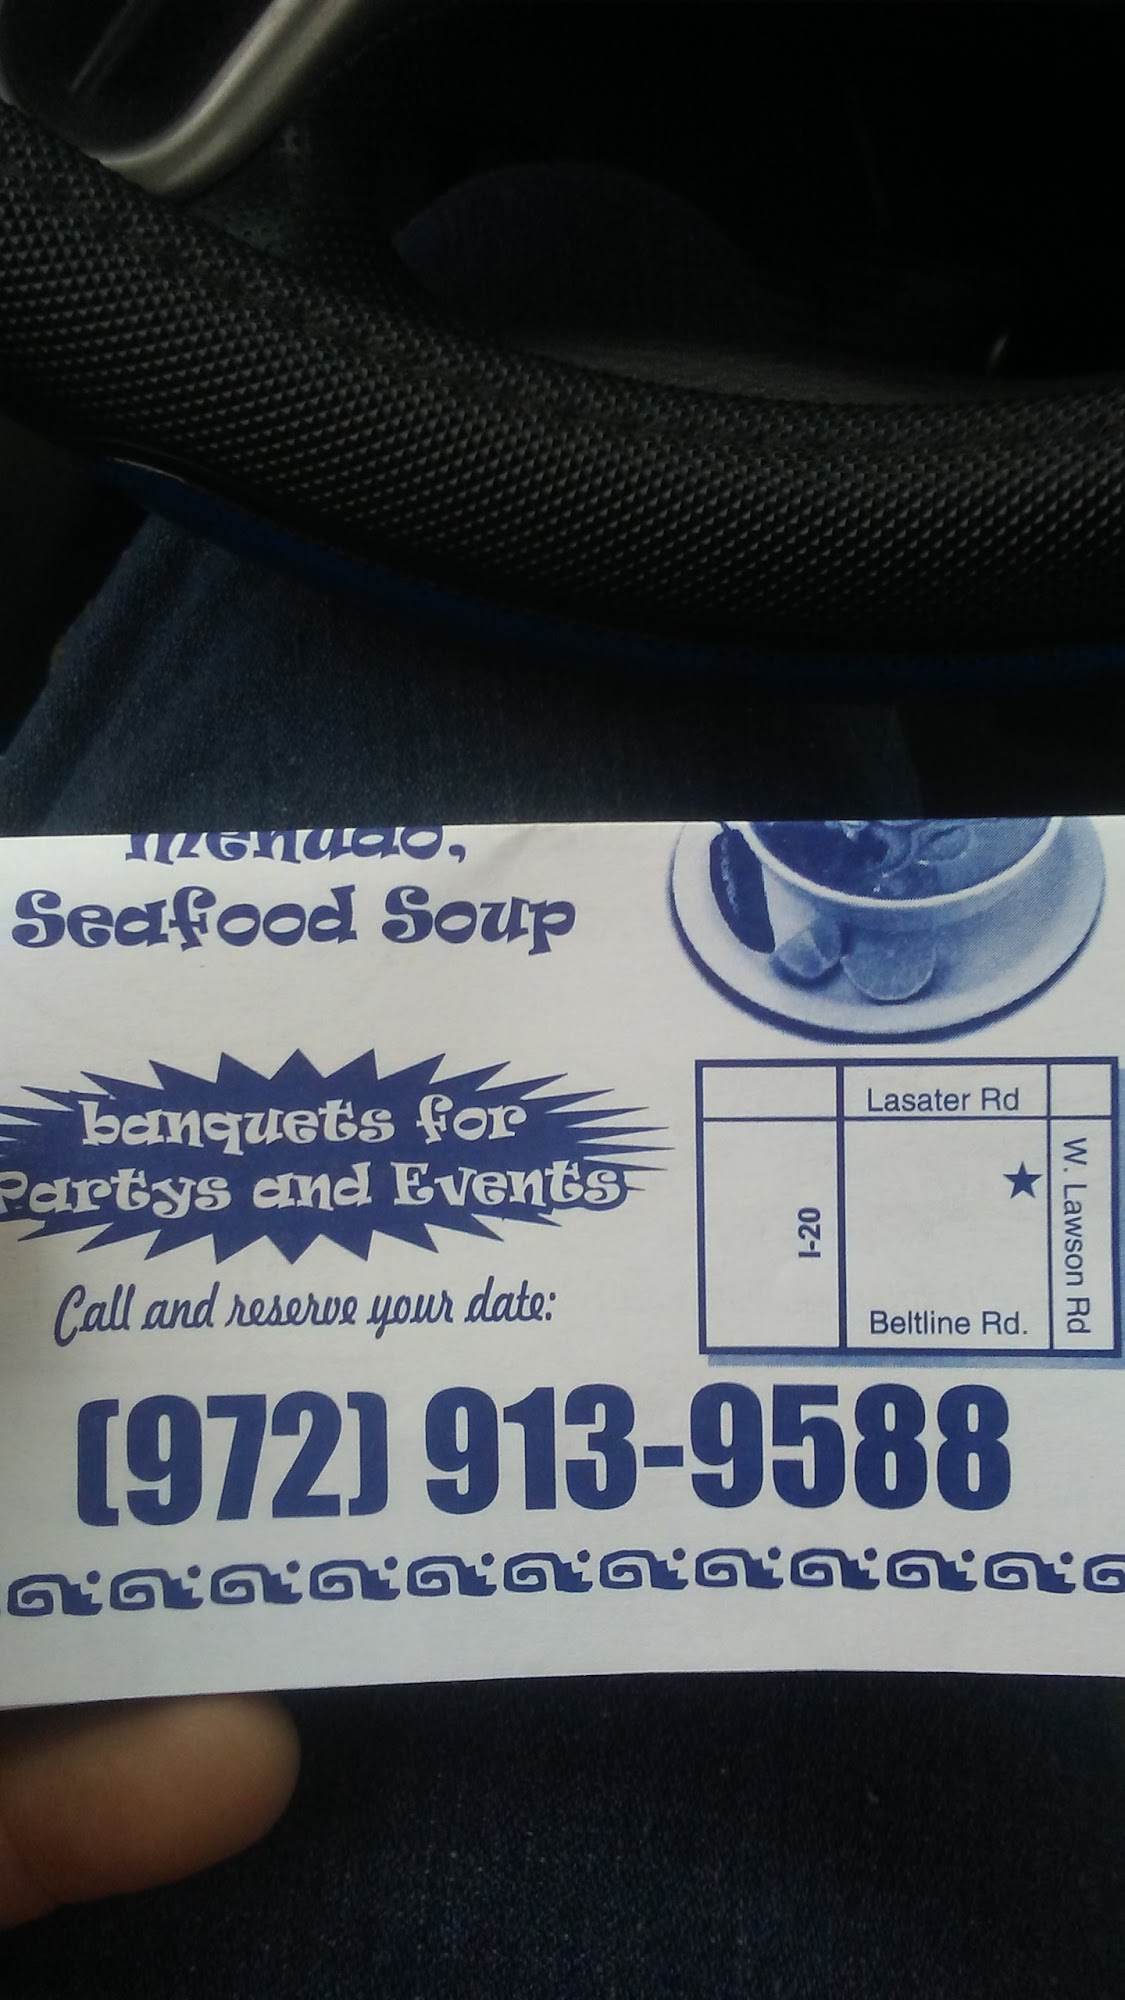 menudo,
Seafood Soup
banquets for
Partys and Events
Call and reserve your date:
Lasater Rd
W. Lawson Rd
I-20
Beltline Rd.
(972) 913-9588